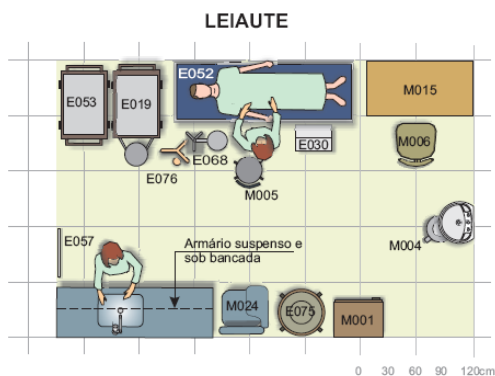 LEIAUTE
E052
E053
E019
M015
M006
E030
E068
E076
M005
E057
Armário suspenso e
sob bancada
M004
M024
E075
M001
0 30 60 90 120cm